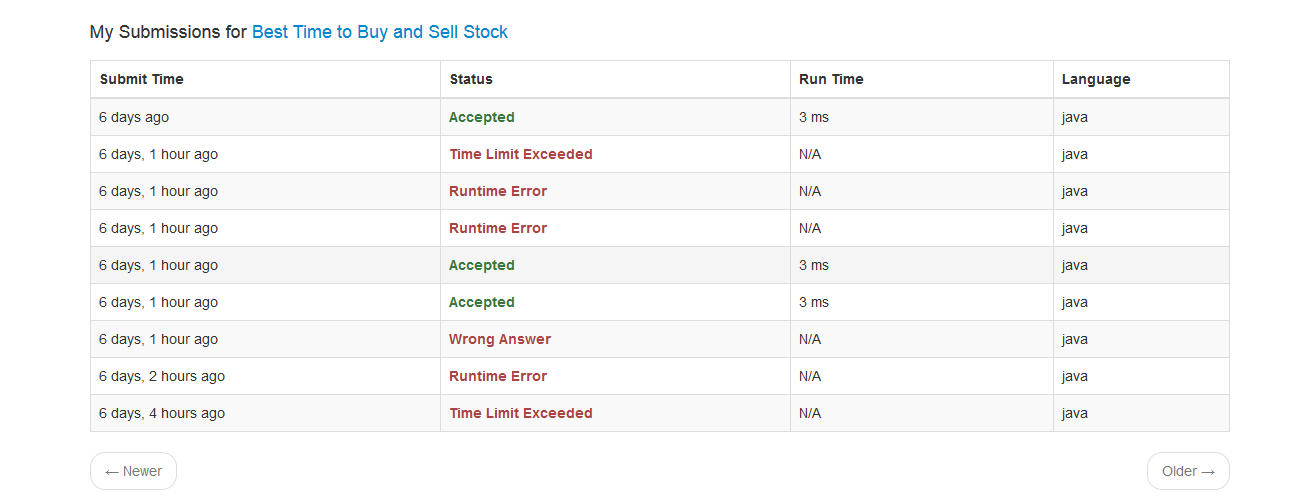 My Submissions for Best Time to Buy and Sell Stock
Submit Time Status Run Time Language
6 days ago Accepted 3 ms java
6 days, 1 hour ago Time Limit Exceeded N/A java
6 days, 1 hour ago Runtime Error N/A java
6 days, 1 hour ago Runtime Error N/A java
6 days, 1 hour ago Accepted 3 ms java
6 days, 1 hour ago Accepted 3 ms java
6 days, 1 hour ago Wrong Answer N/A java
6 days, 2 hours ago Runtime Error N/A java
6 days, 4 hours ago Time Limit Exceeded N/A java
← Newer Older →